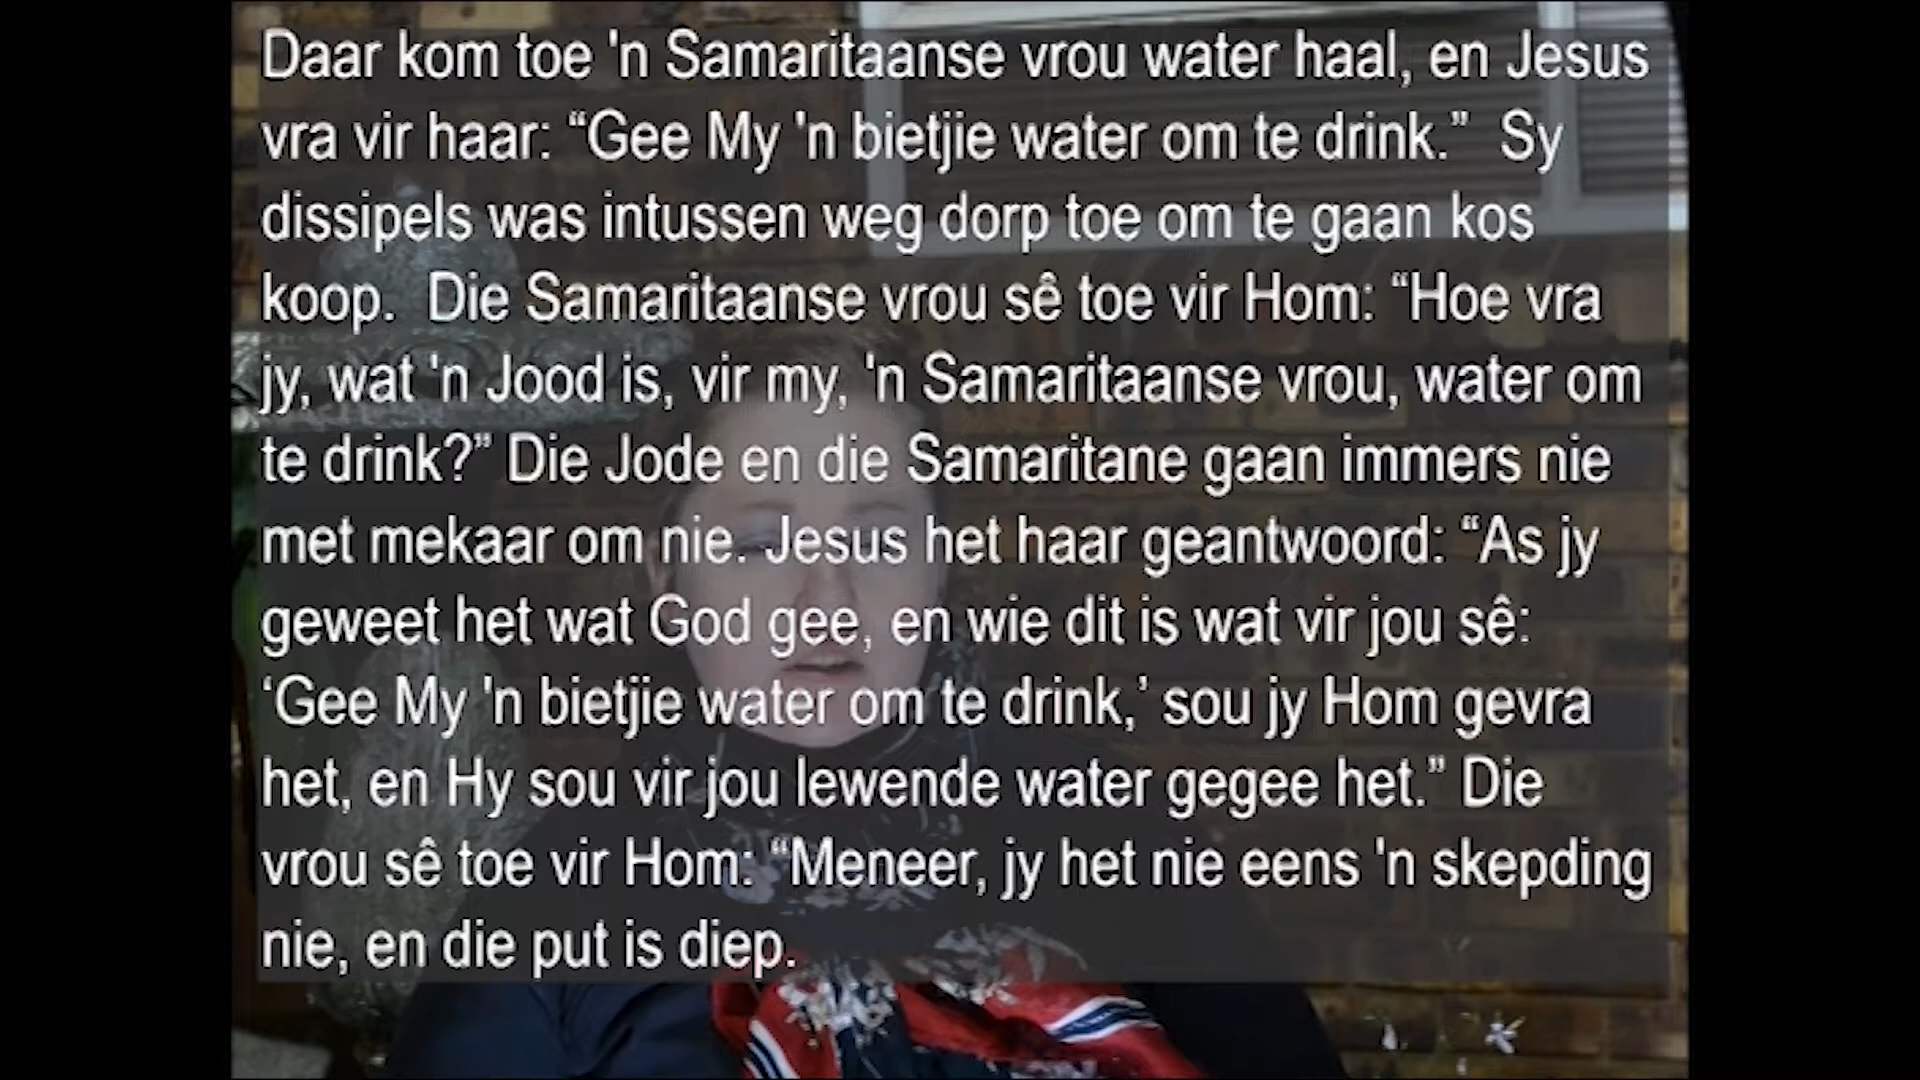 Daar kom toe 'n Samaritaanse vrou water haal, en Jesus
vra vir haar: “Gee My 'n bietjie water om te drink.”  Sy
dissipels was intussen weg dorp toe om te gaan kos
koop.  Die Samaritaanse vrou sê toe vir Hom: “Hoe vra
jy, wat 'n Jood is, vir my, 'n Samaritaanse vrou, water om
te drink?” Die Jode en die Samaritane gaan immers nie
met mekaar om nie. Jesus het haar geantwoord: “As jy
geweet het wat God gee, en wie dit is wat vir jou sê:
‘Gee My 'n bietjie water om te drink,’ sou jy Hom gevra
het, en Hy sou vir jou lewende water gegee het.” Die
vrou sê toe vir Hom: “Meneer, jy het nie eens 'n skepding
nie, en die put is diep.